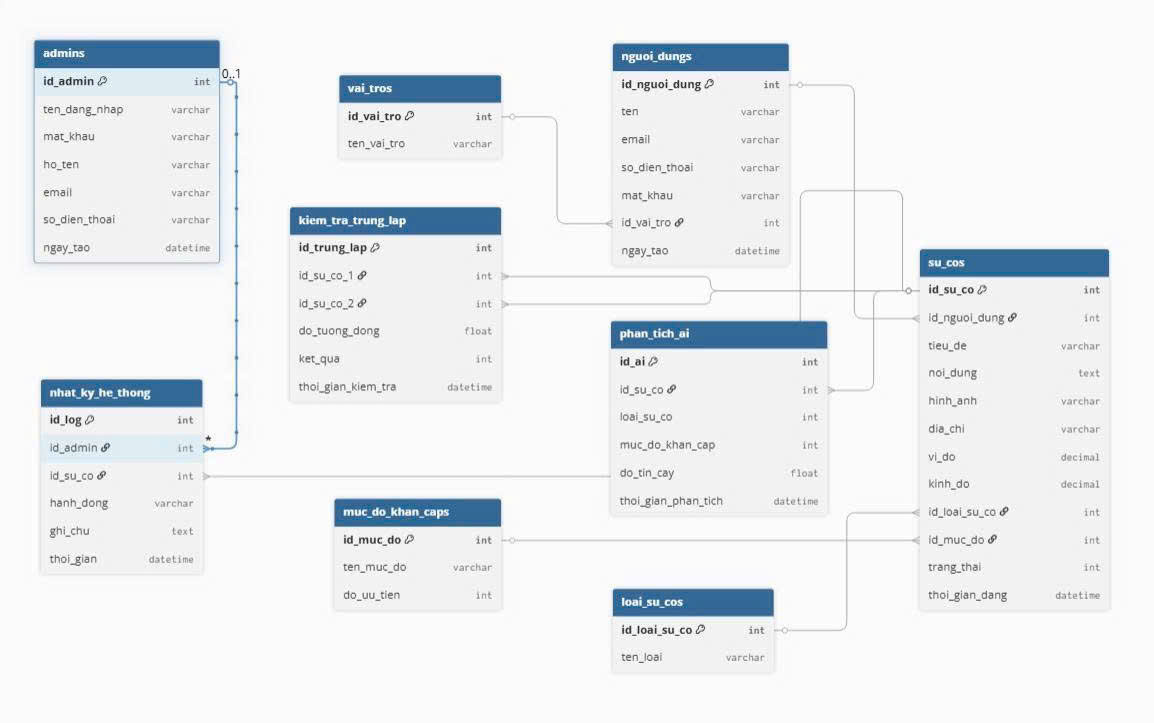 admins
id_admin int
ten_dang_nhap varchar
mat_khau varchar
ho_ten varchar
email varchar
so_dien_thoai varchar
ngay_tao datetime
0..1
vai_tros
id_vai_tro int
ten_vai_tro varchar
nguoi_dungs
id_nguoi_dung int
ten varchar
email varchar
so_dien_thoai varchar
mat_khau varchar
id_vai_tro int
ngay_tao datetime
kiem_tra_trung_lap
id_trung_lap int
id_su_co_1 int
id_su_co_2 int
do_tuong_dong float
ket_qua int
thoi_gian_kiem_tra datetime
su_cos
id_su_co int
id_nguoi_dung int
tieu_de varchar
noi_dung text
hinh_anh varchar
dia_chi varchar
vi_do decimal
kinh_do decimal
id_loai_su_co int
id_muc_do int
trang_thai int
thoi_gian_dang datetime
phan_tich_ai
id_ai int
id_su_co int
loai_su_co int
muc_do_khan_cap int
do_tin_cay float
thoi_gian_phan_tich datetime
nhat_ky_he_thong
id_log int
id_admin int
*
id_su_co int
hanh_dong varchar
ghi_chu text
thoi_gian datetime
muc_do_khan_caps
id_muc_do int
ten_muc_do varchar
do_uu_tien int
loai_su_cos
id_loai_su_co int
ten_loai varchar